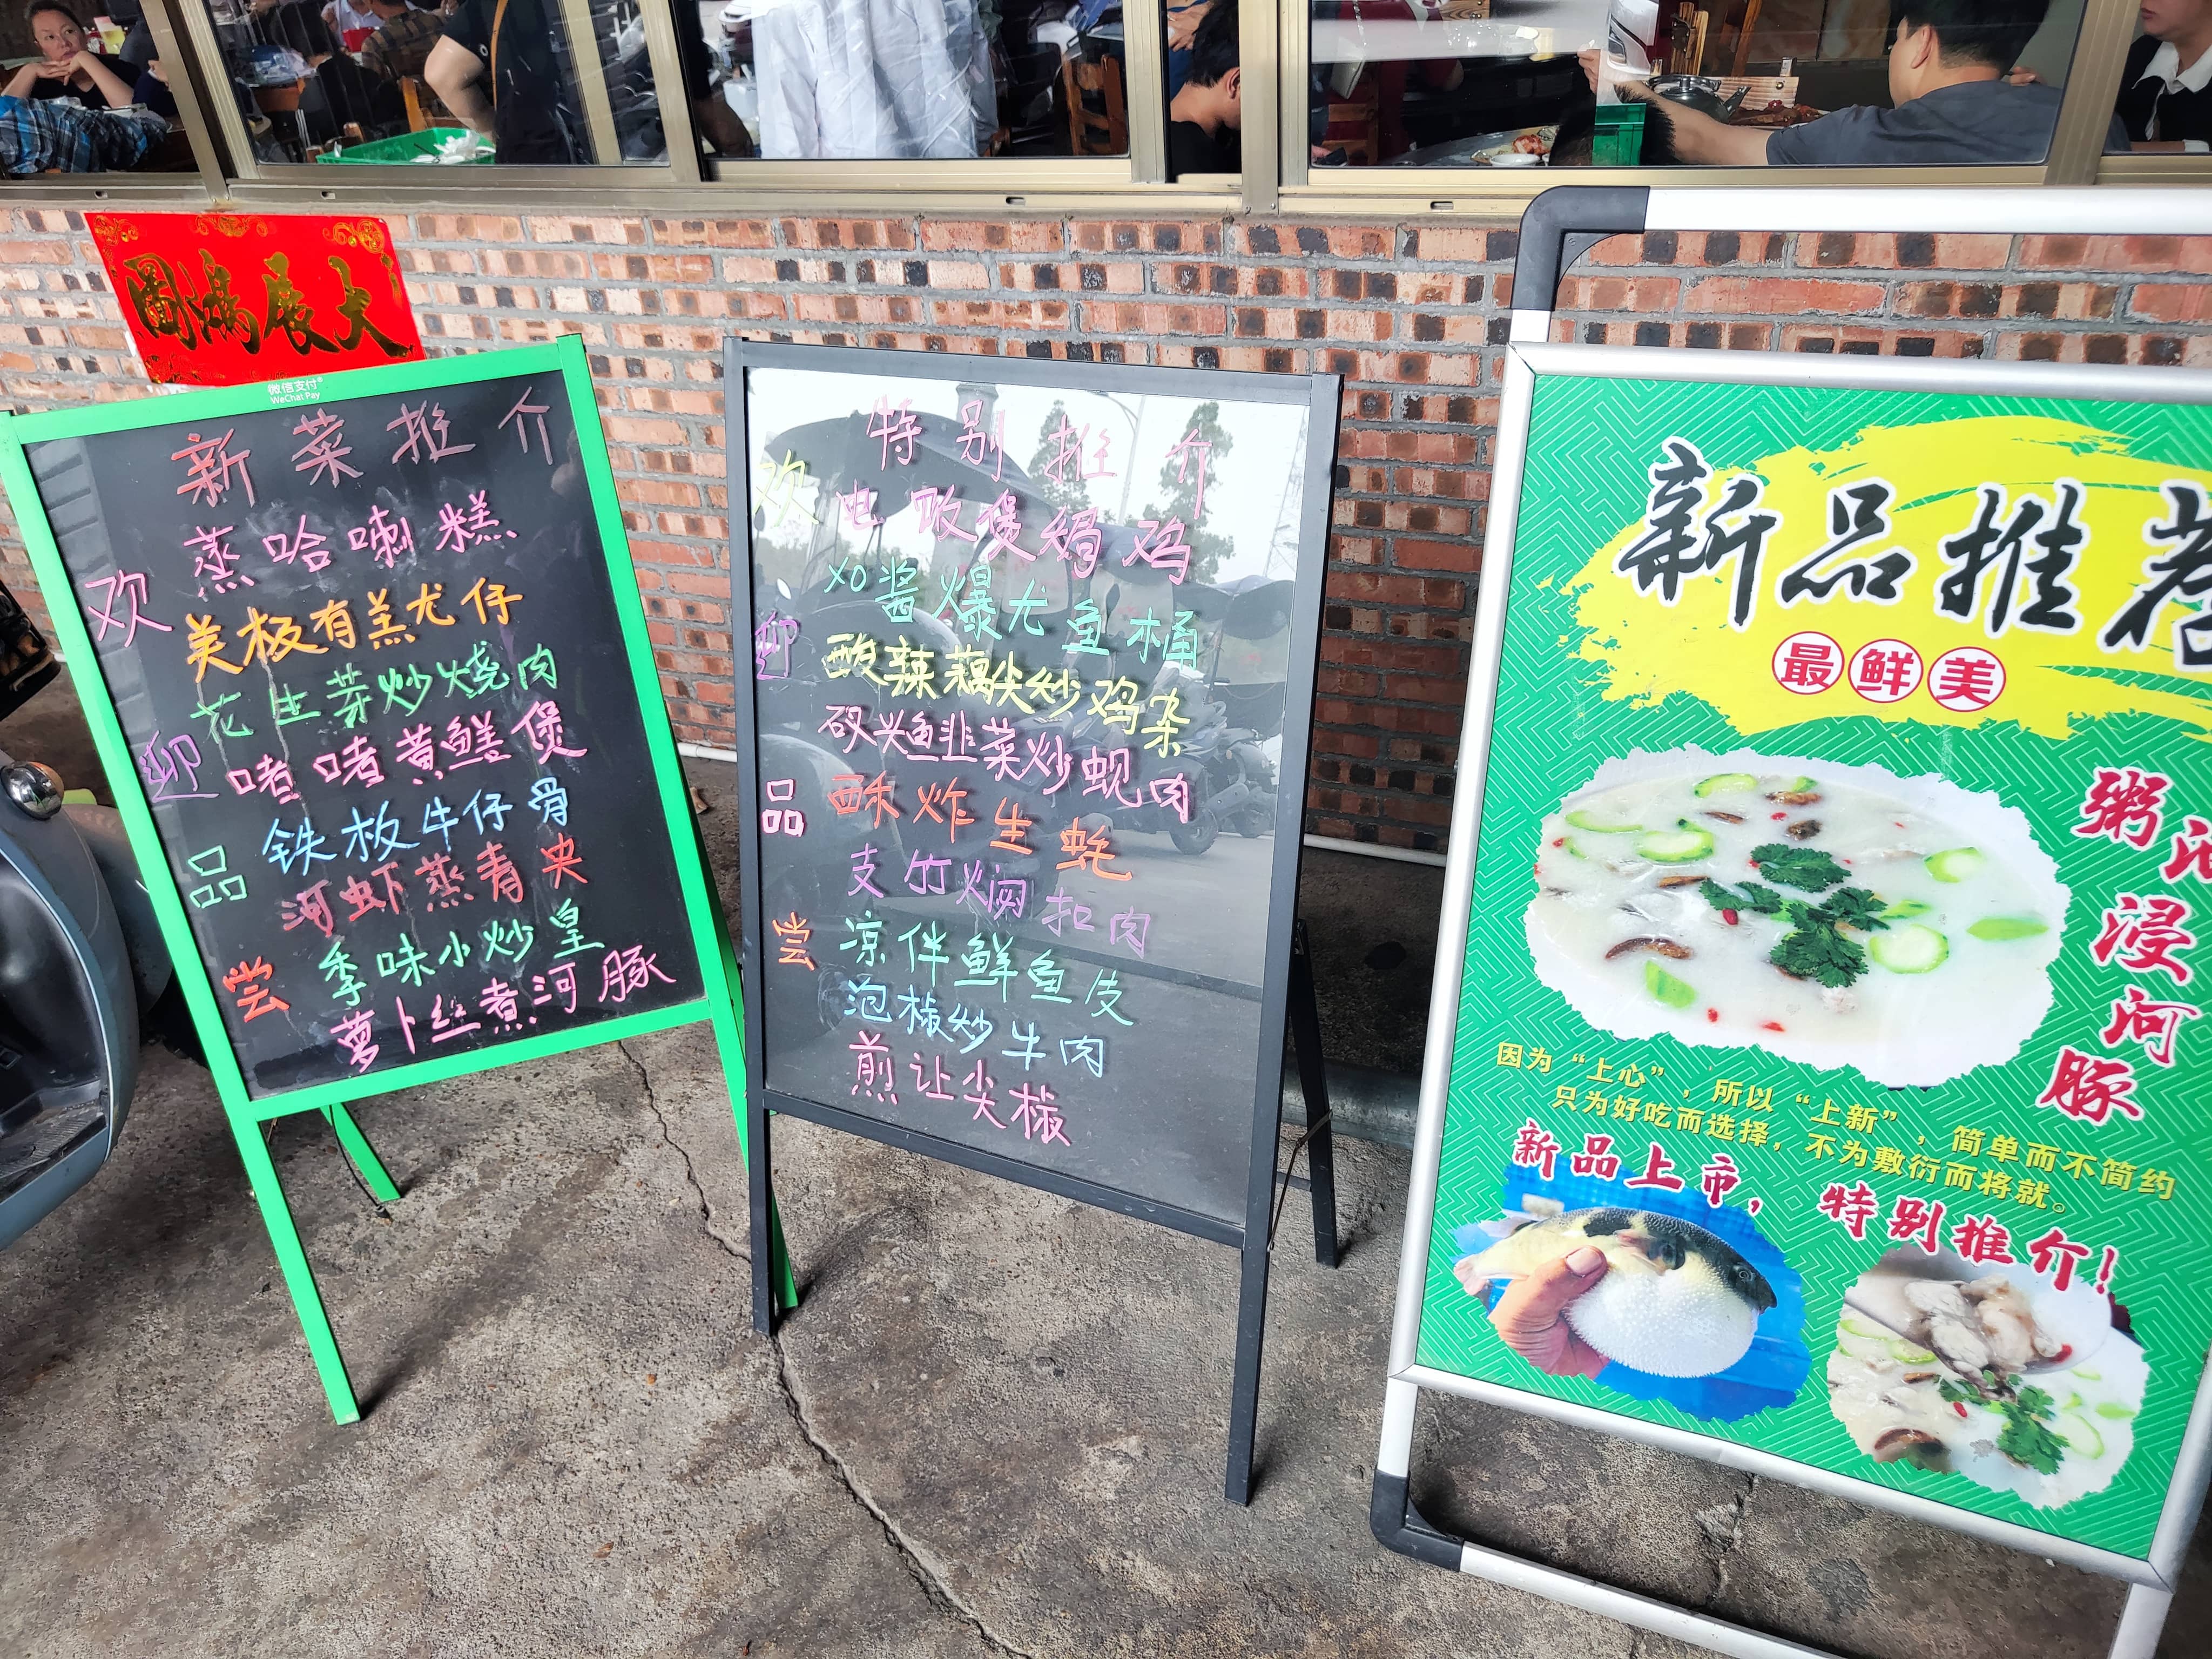 大展鴻圖
微信支付
WeChat Pay
新菜推介
蒸哈喇糕
美极有羔尤仔
花生芽炒烧肉
啫啫黄鳝煲
铁板牛仔骨
河虾蒸青央
季味小炒皇
萝卜丝煮河豚
欢迎品尝
特别推介
电饭煲焗鸡
XO酱爆尤鱼桶
酸辣藕尖炒鸡杂
韭菜炒蚬肉
酥炸生蚝
支竹焖扣肉
凉伴鲜鱼皮
泡椒炒牛肉
煎让尖椒
欢迎品尝
新品推荐
最鲜美
粥油浸河豚
因为“上心”，所以“上新”，简单而不简约
只为好吃而选择，不为敷衍而将就。
新品上市，特别推介！